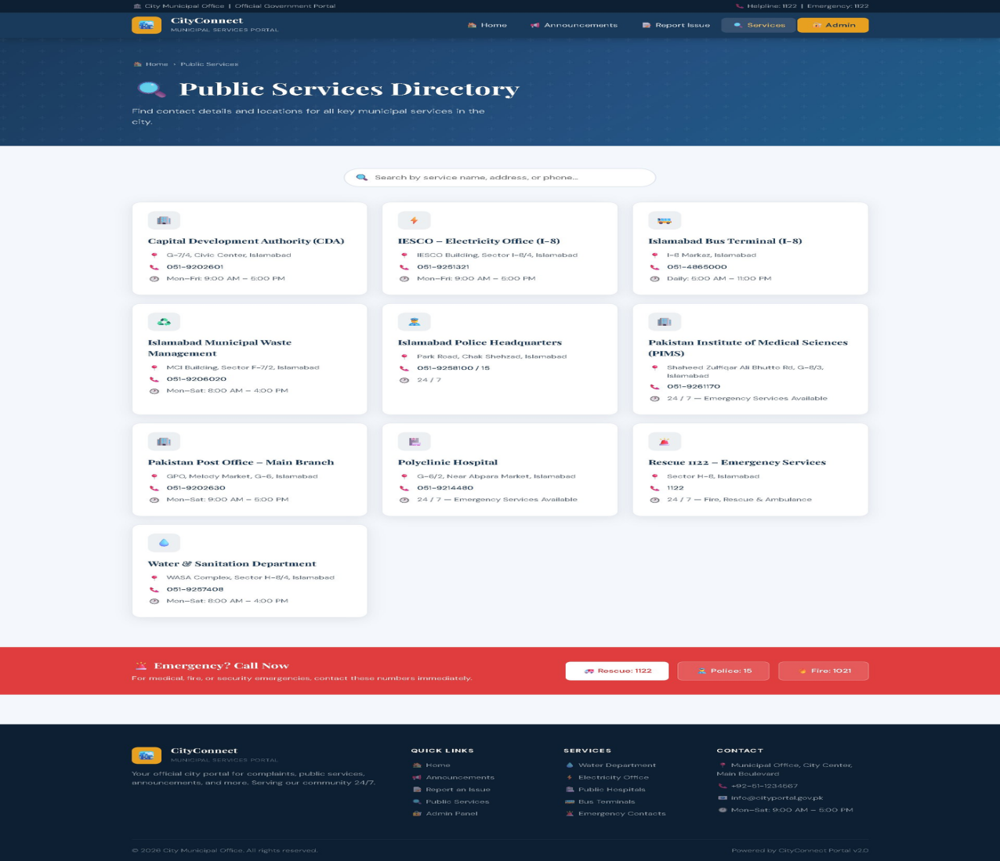 City Municipal Office | Official Government Portal
Helpline: 1122 | Emergency: 1122
CityConnect
MUNICIPAL SERVICES PORTAL
Home
Announcements
Report Issue
Services
Admin
Home › Public Services
Public Services Directory
Find contact details and locations for all key municipal services in the
city.
Search by service name, address, or phone...
Capital Development Authority (CDA)
G-7/4, Civic Center, Islamabad
051-9202601
Mon–Fri: 9:00 AM – 5:00 PM
IESCO – Electricity Office (I-8)
IESCO Building, Sector I-8/4, Islamabad
051-9251321
Mon–Fri: 9:00 AM – 5:00 PM
Islamabad Bus Terminal (I-8)
I-8 Markaz, Islamabad
051-4865000
Daily: 5:00 AM – 11:00 PM
Islamabad Municipal Waste
Management
MCI Building, Sector F-7/2, Islamabad
051-9206020
Mon–Sat: 8:00 AM – 4:00 PM
Islamabad Police Headquarters
Park Road, Chak Shehzad, Islamabad
051-9258100 / 15
24 / 7
Pakistan Institute of Medical Sciences
(PIMS)
Shaheed Zulfiqar Ali Bhutto Rd, G-8/3,
Islamabad
051-9261170
24 / 7 — Emergency Services Available
Pakistan Post Office – Main Branch
GPO, Melody Market, G-6, Islamabad
051-9202630
Mon–Sat: 9:00 AM – 5:00 PM
Polyclinic Hospital
G-6/2, Near Abpara Market, Islamabad
051-9214480
24 / 7 — Emergency Services Available
Rescue 1122 – Emergency Services
Sector H-8, Islamabad
1122
24 / 7 — Fire, Rescue & Ambulance
Water & Sanitation Department
WASA Complex, Sector H-8/4, Islamabad
051-9257408
Mon–Sat: 8:00 AM – 4:00 PM
Emergency? Call Now
For medical, fire, or security emergencies, contact these numbers immediately.
Rescue: 1122
Police: 15
Fire: 1021
CityConnect
MUNICIPAL SERVICES PORTAL
Your official city portal for complaints, public services,
announcements, and more. Serving our community 24/7.
QUICK LINKS
Home
Announcements
Report an Issue
Public Services
Admin Panel
SERVICES
Water Department
Electricity Office
Public Hospitals
Bus Terminals
Emergency Contacts
CONTACT
Municipal Office, City Center,
Main Boulevard
+92-51-1234567
info@cityportal.gov.pk
Mon–Sat: 9:00 AM – 5:00 PM
© 2026 City Municipal Office. All rights reserved.
Powered by CityConnect Portal v2.0